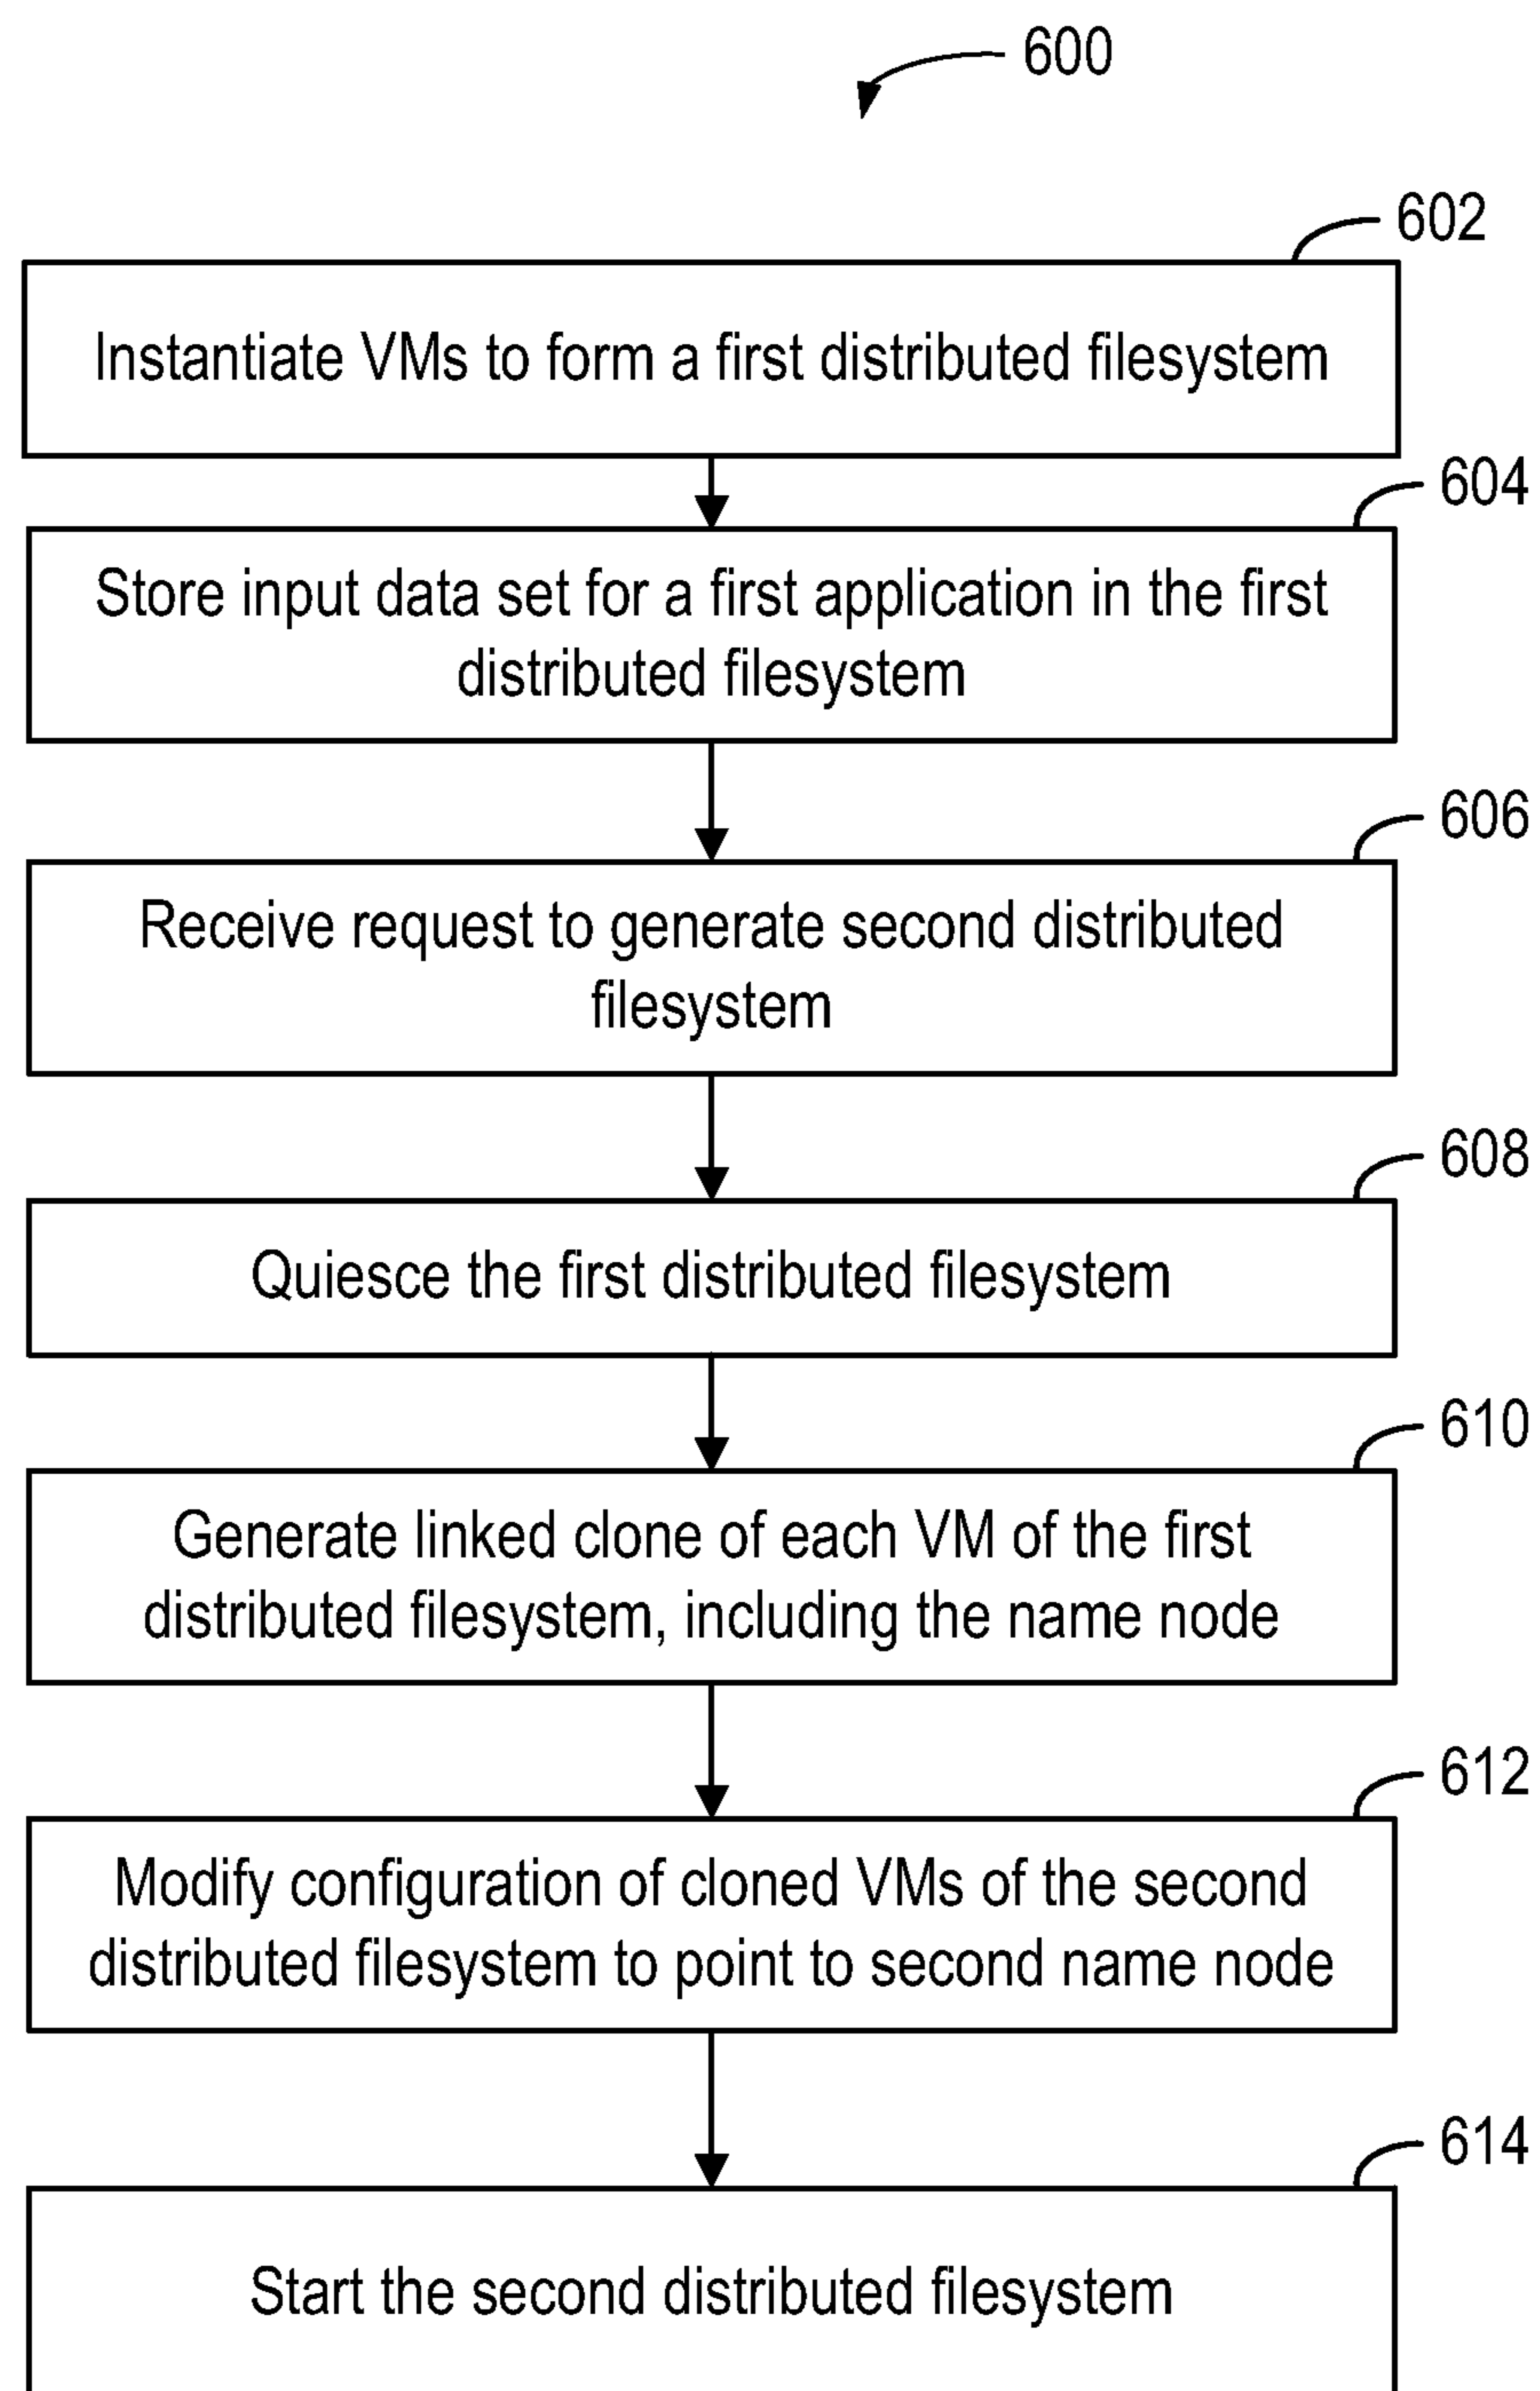 600
602
Instantiate VMs to form a first distributed filesystem
604
Store input data set for a first application in the first
distributed filesystem
606
Receive request to generate second distributed
filesystem
608
Quiesce the first distributed filesystem
610
Generate linked clone of each VM of the first
distributed filesystem, including the name node
612
Modify configuration of cloned VMs of the second
distributed filesystem to point to second name node
614
Start the second distributed filesystem